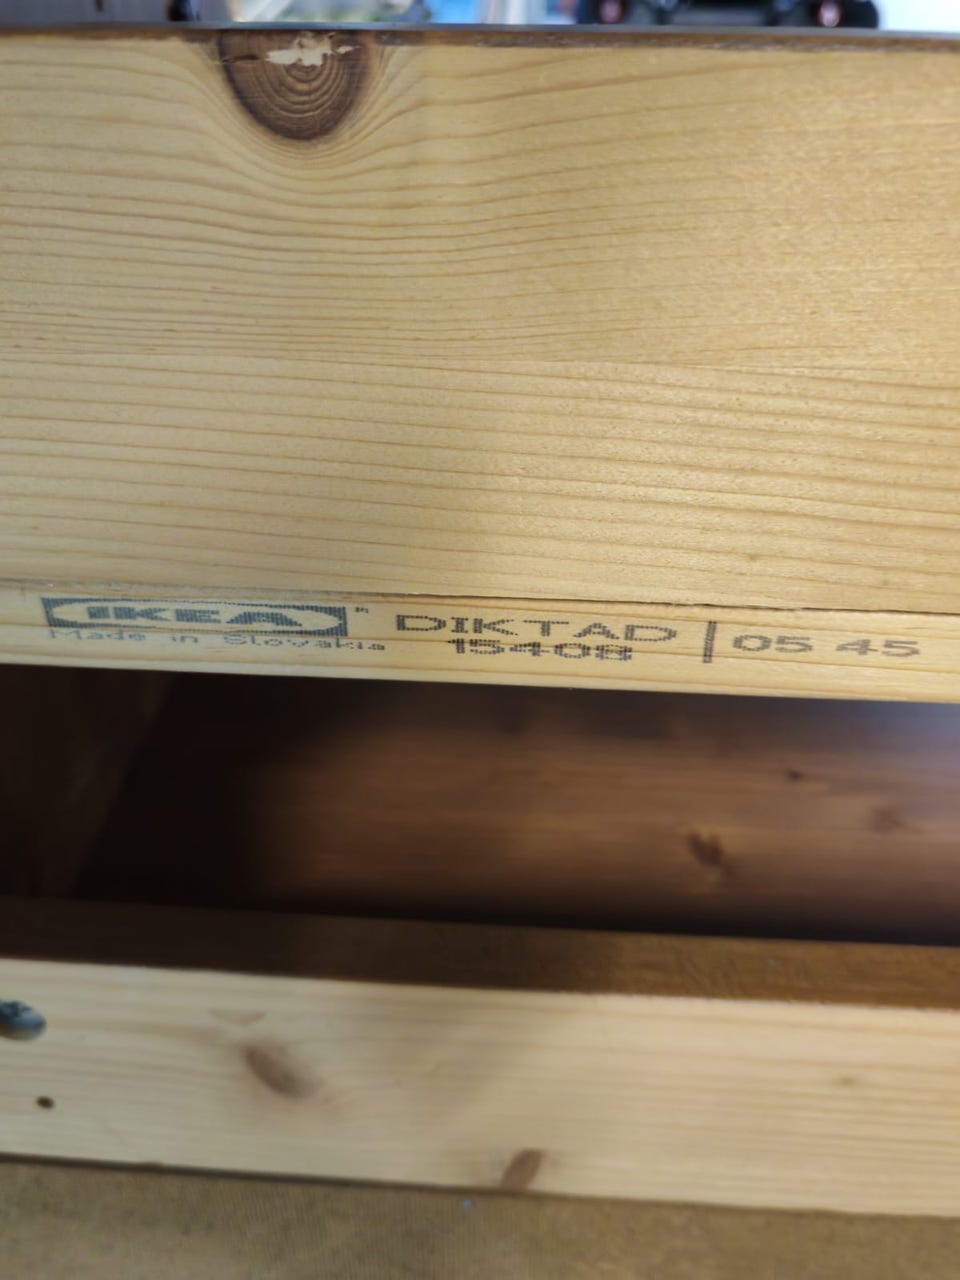 IKEA® DIKTAD | 05 45
Made in Slovakia 15408